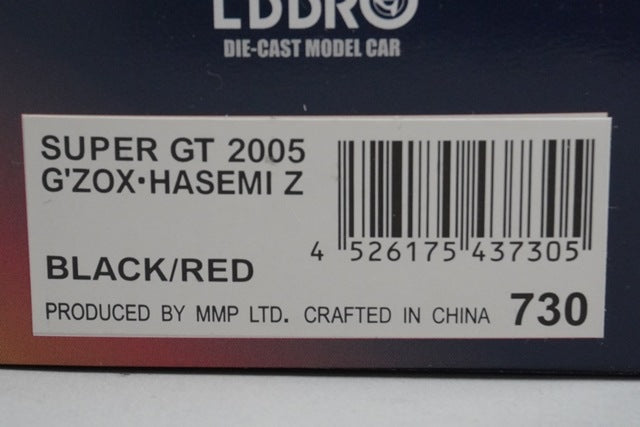 EBBRO
DIE-CAST MODEL CAR
SUPER GT 2005
G'ZOX·HASEMI Z
4 526175 437305
BLACK/RED
PRODUCED BY MMP LTD. CRAFTED IN CHINA 730